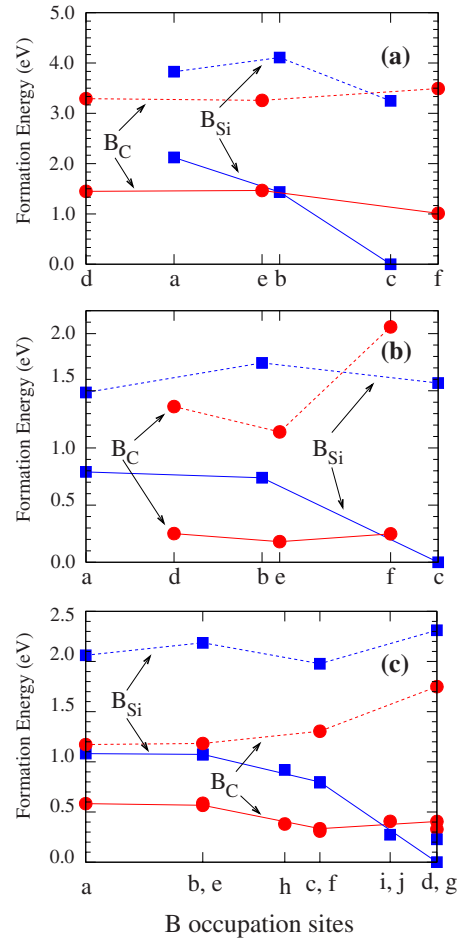 5.0
4.0
3.0
2.0
1.0
0.0
Formation Energy (eV)
(a)
B_Si
B_C
d a e b c f
2.0
1.5
1.0
0.5
0.0
Formation Energy (eV)
(b)
B_C
B_Si
a d b e f c
2.5
2.0
1.5
1.0
0.5
0.0
Formation Energy (eV)
(c)
B_Si
B_C
a b, e h c, f i, j d, g
B occupation sites